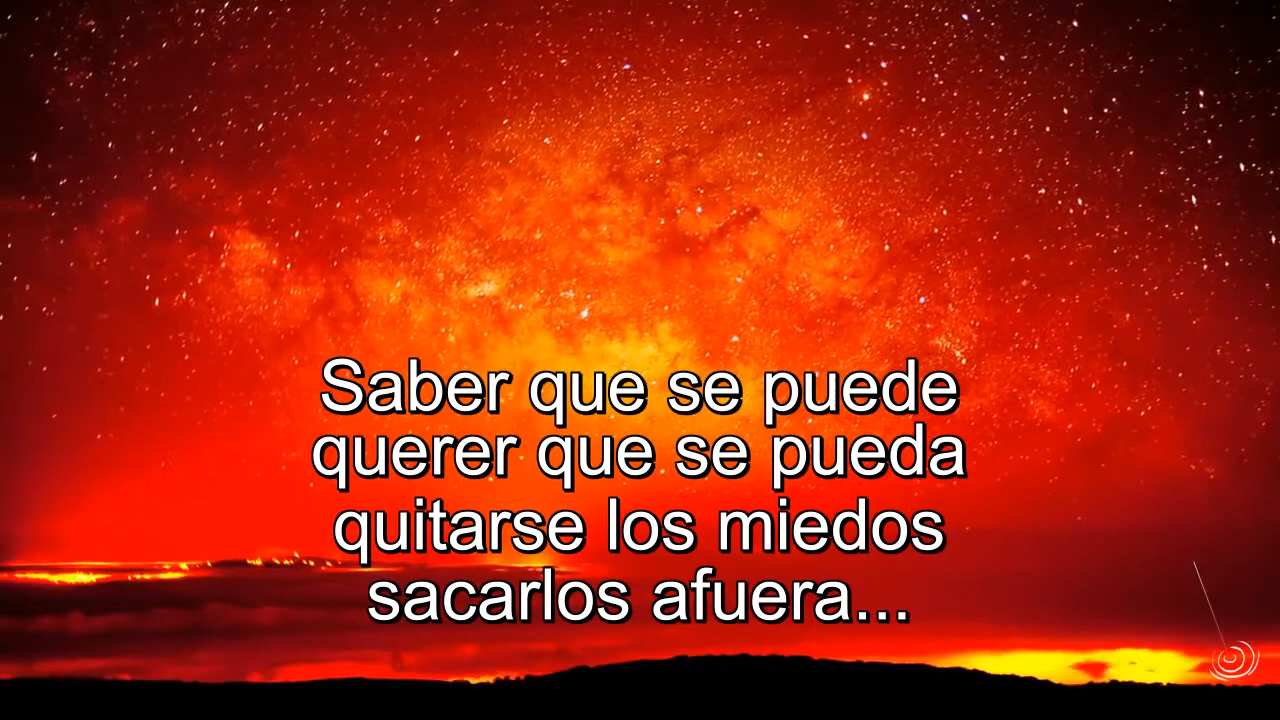 Saber que se puede
querer que se pueda
quitarse los miedos
sacarlos afuera...